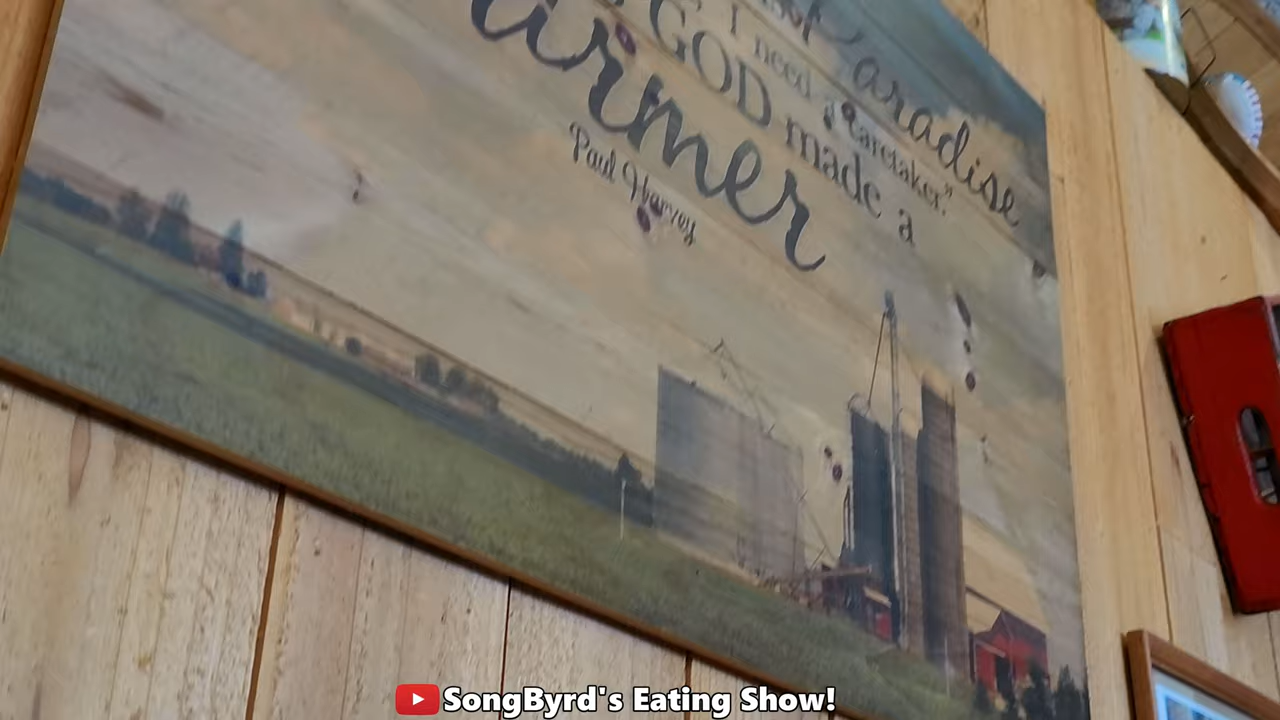 aradise
I need a caretaker."
GOD made a
armer
Paul Harvey
SongByrd's Eating Show!